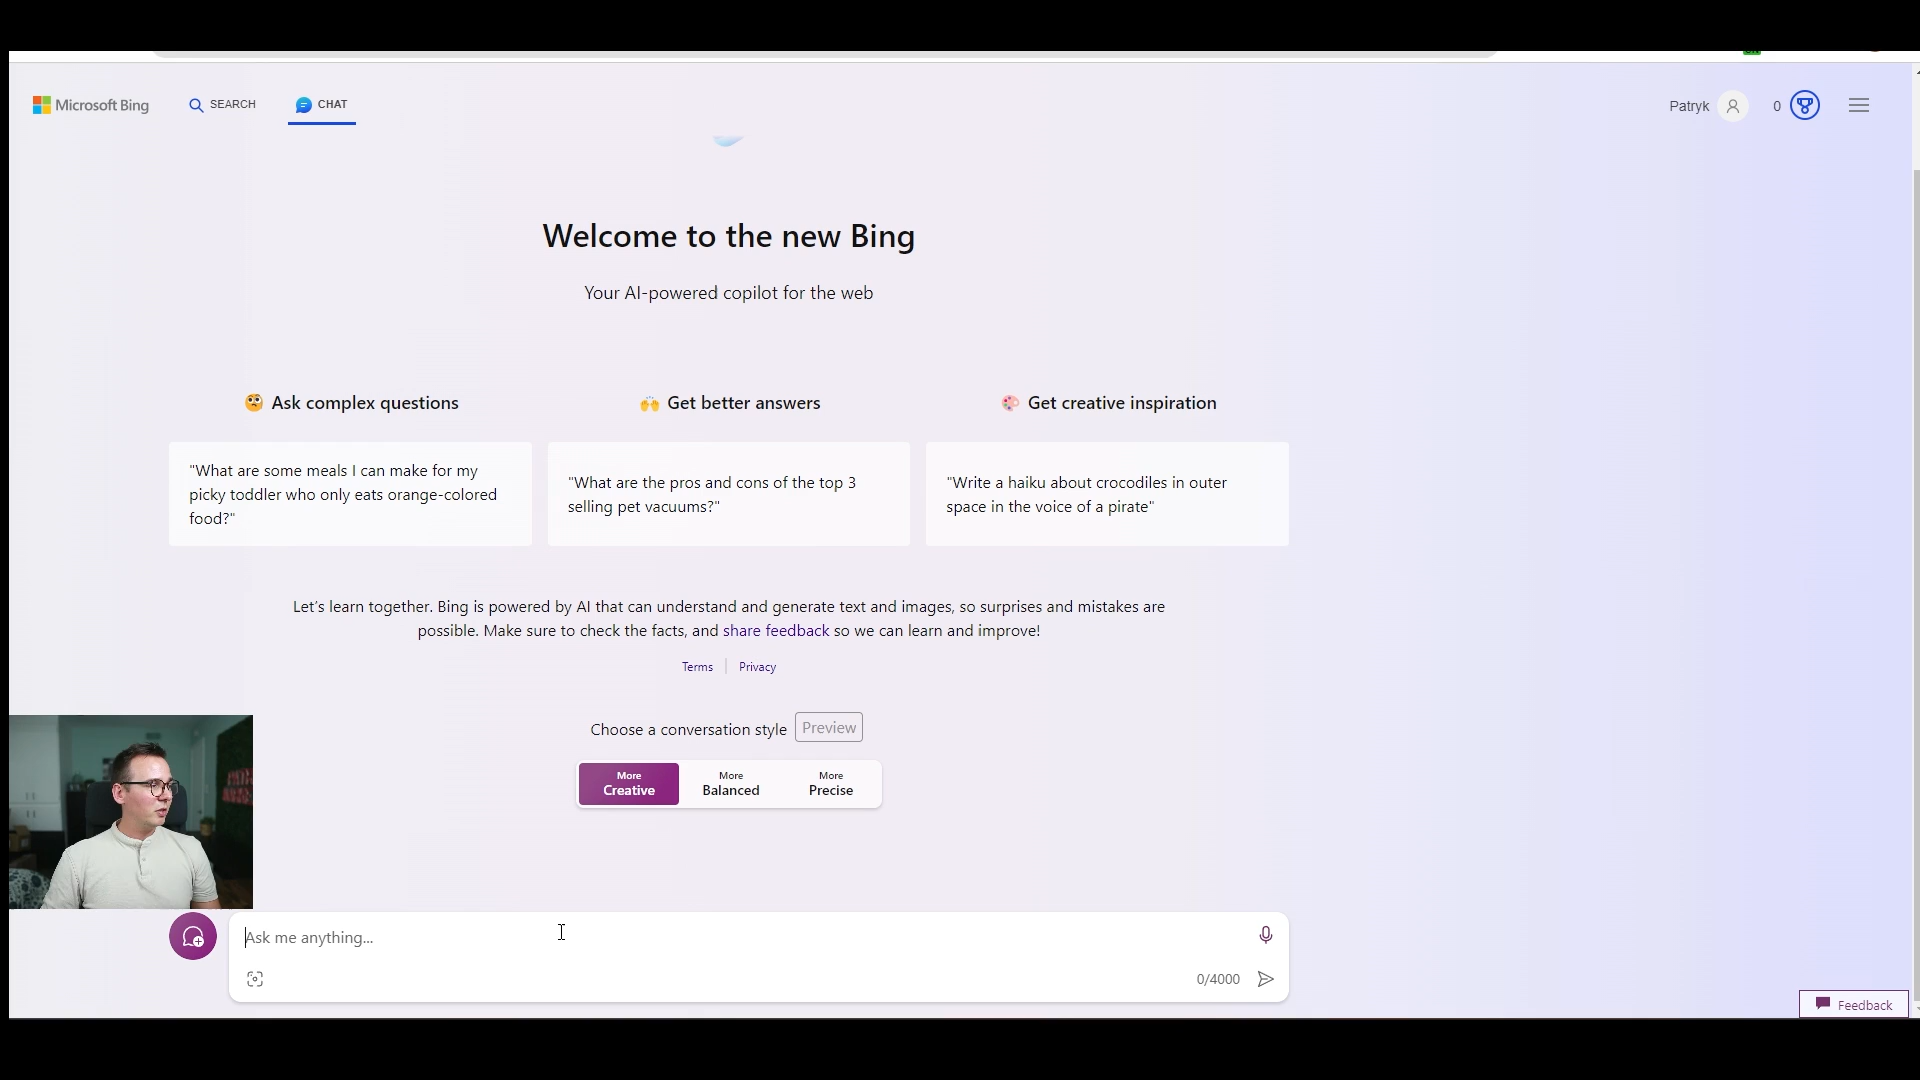 Microsoft Bing
SEARCH
CHAT
Patryk
0
Welcome to the new Bing
Your AI-powered copilot for the web
Ask complex questions
Get better answers
Get creative inspiration
"What are some meals I can make for my
picky toddler who only eats orange-colored
food?"
"What are the pros and cons of the top 3
selling pet vacuums?"
"Write a haiku about crocodiles in outer
space in the voice of a pirate"
Let's learn together. Bing is powered by AI that can understand and generate text and images, so surprises and mistakes are
possible. Make sure to check the facts, and share feedback so we can learn and improve!
Terms
Privacy
Choose a conversation style
Preview
More
Creative
More
Balanced
More
Precise
Ask me anything...
0/4000
Feedback